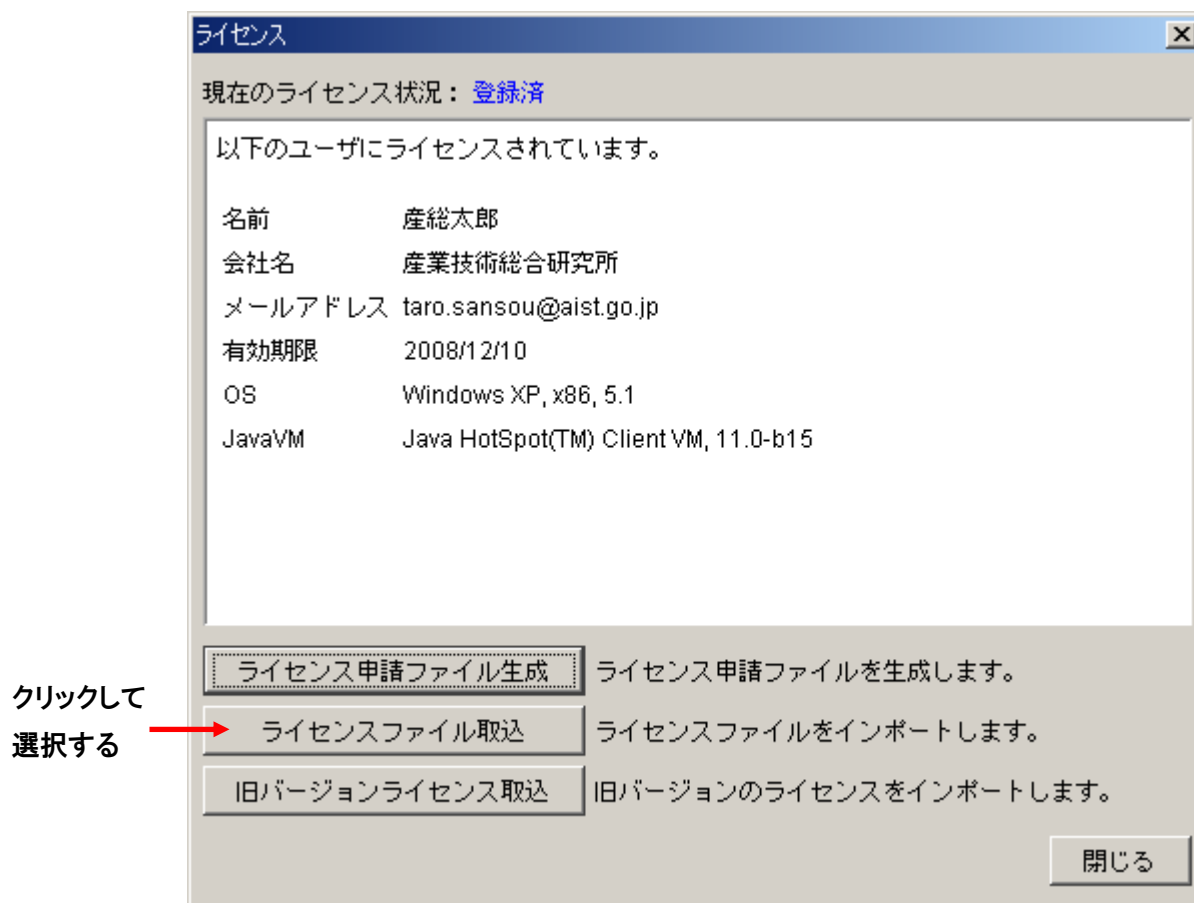 ライセンス
現在のライセンス状況： 登録済
以下のユーザにライセンスされています。
名前 産総太郎
会社名 産業技術総合研究所
メールアドレス taro.sansou@aist.go.jp
有効期限 2008/12/10
OS Windows XP, x86, 5.1
JavaVM Java HotSpot(TM) Client VM, 11.0-b15
ライセンス申請ファイル生成 ライセンス申請ファイルを生成します。
クリックして
選択する
ライセンスファイル取込 ライセンスファイルをインポートします。
旧バージョンライセンス取込 旧バージョンのライセンスをインポートします。
閉じる